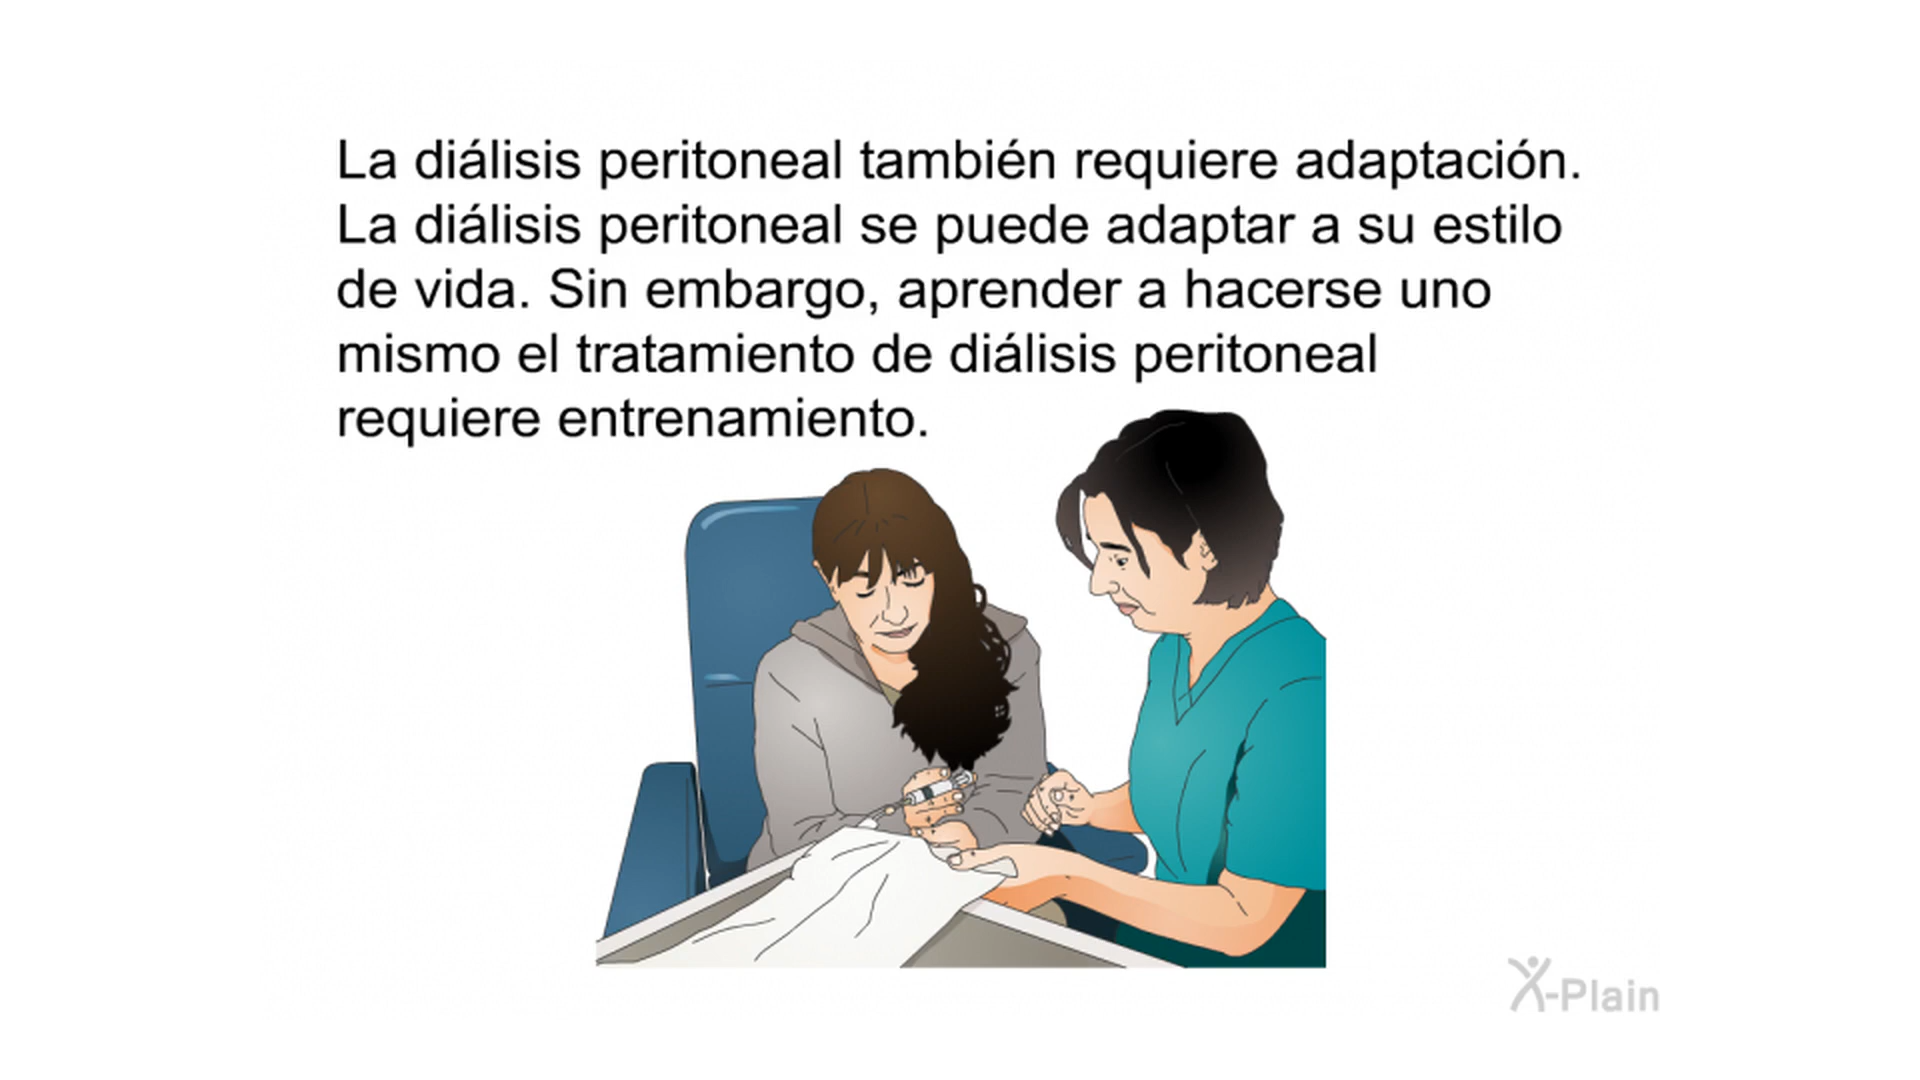 La diálisis peritoneal también requiere adaptación.
La diálisis peritoneal se puede adaptar a su estilo
de vida. Sin embargo, aprender a hacerse uno
mismo el tratamiento de diálisis peritoneal
requiere entrenamiento.
X-Plain